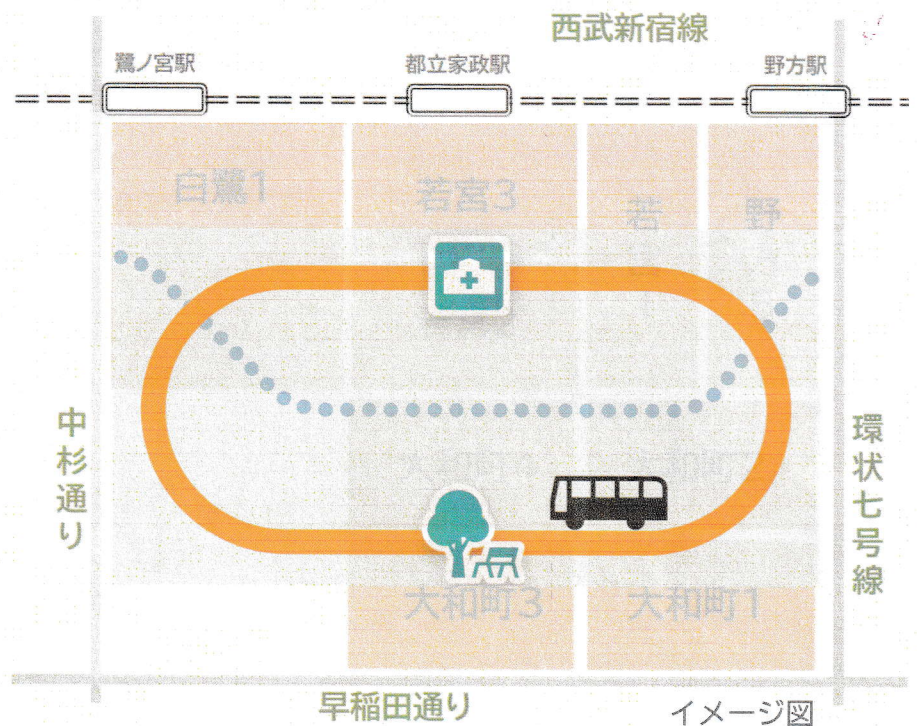 西武新宿線
鷺ノ宮駅
都立家政駅
野方駅
白鷺1
若宮3
若
野
中杉通り
環状七号線
大和町3
大和町1
早稲田通り
イメージ図